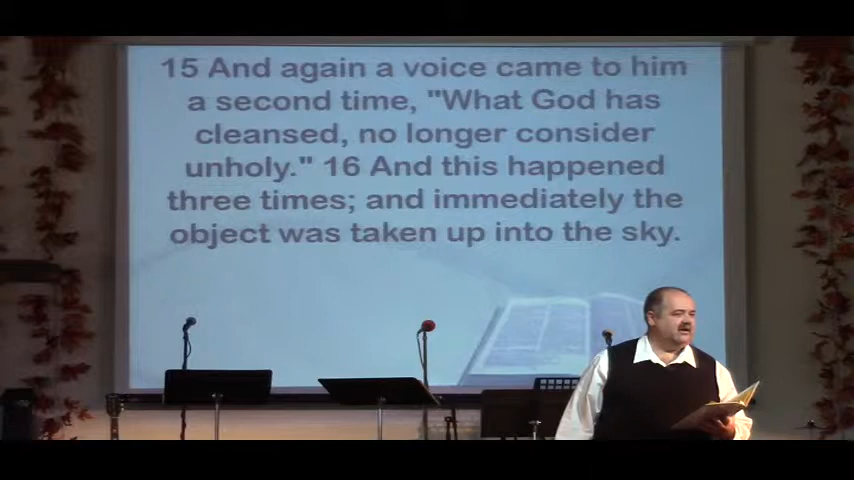 15 And again a voice came to him
a second time, "What God has
cleansed, no longer consider
unholy." 16 And this happened
three times; and immediately the
object was taken up into the sky.